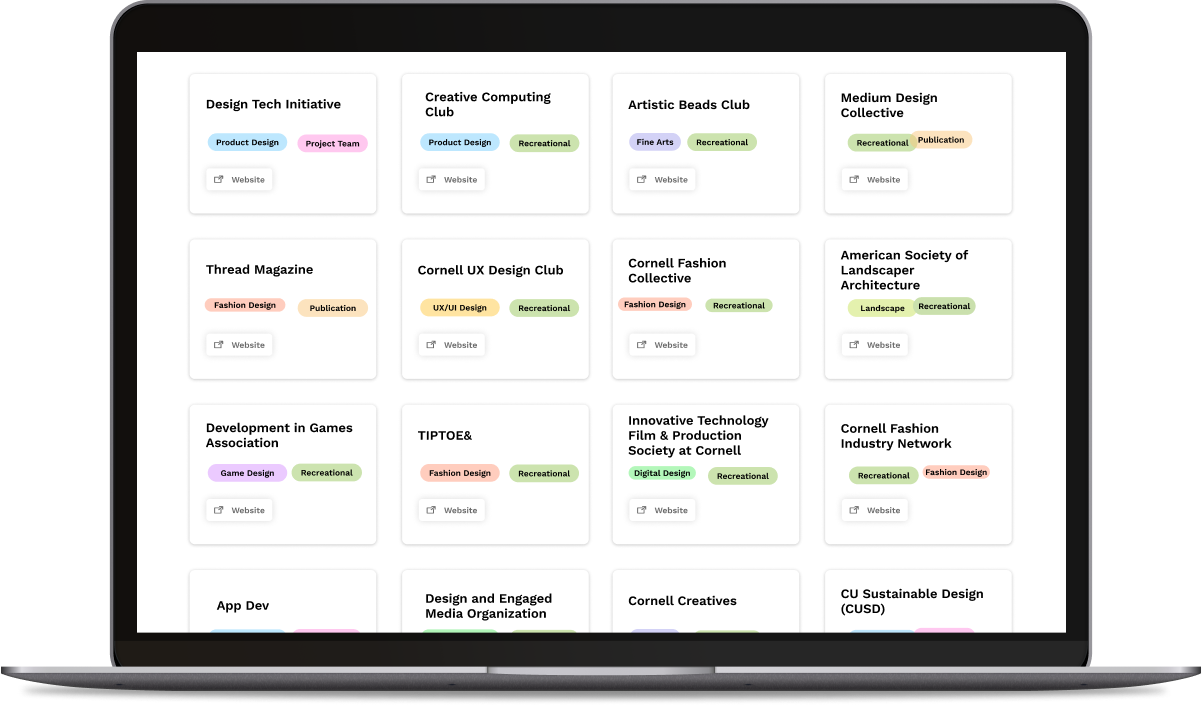 Design Tech Initiative
Product Design
Project Team
Website
Creative Computing
Club
Product Design
Recreational
Website
Artistic Beads Club
Fine Arts
Recreational
Website
Medium Design
Collective
Recreational
Publication
Website
Thread Magazine
Fashion Design
Publication
Website
Cornell UX Design Club
UX/UI Design
Recreational
Website
Cornell Fashion
Collective
Fashion Design
Recreational
Website
American Society of
Landscaper
Architecture
Landscape
Recreational
Website
Development in Games
Association
Game Design
Recreational
Website
TIPTOE&
Fashion Design
Recreational
Website
Innovative Technology
Film & Production
Society at Cornell
Digital Design
Recreational
Website
Cornell Fashion
Industry Network
Recreational
Fashion Design
Website
App Dev
Design and Engaged
Media Organization
Cornell Creatives
CU Sustainable Design
(CUSD)